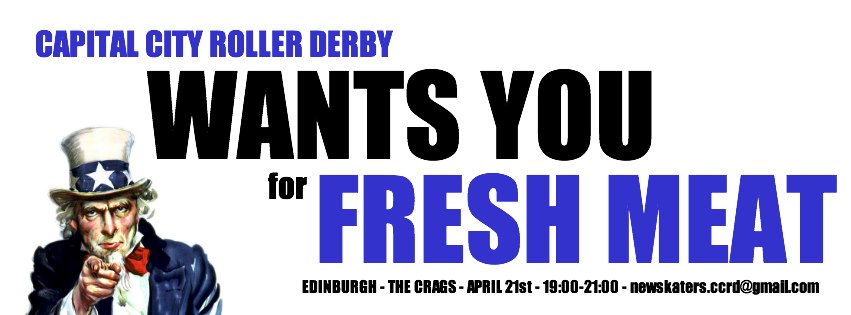 CAPITAL CITY ROLLER DERBY
WANTS YOU
for FRESH MEAT
EDINBURGH - THE CRAGS - APRIL 21st - 19:00-21:00 - newskaters.ccrd@gmail.com